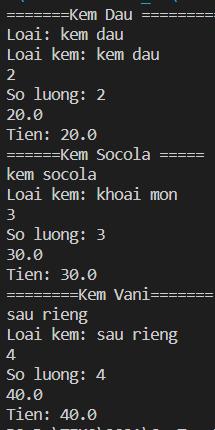 =======Kem Dau =========
Loai: kem dau
Loai kem: kem dau
2
So luong: 2
20.0
Tien: 20.0
======Kem Socola =====
kem socola
Loai kem: khoai mon
3
So luong: 3
30.0
Tien: 30.0
========Kem Vani=======
sau rieng
Loai kem: sau rieng
4
So luong: 4
40.0
Tien: 40.0